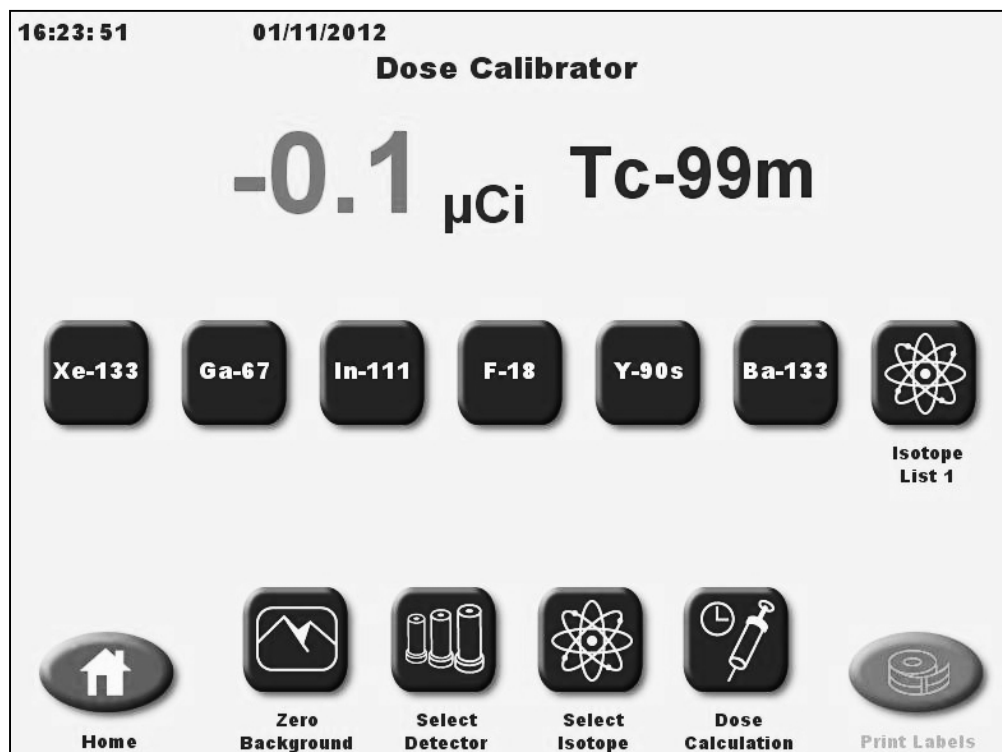 16:23:51 01/11/2012
Dose Calibrator
-0.1 µCi Tc-99m
Xe-133 Ga-67 In-111 F-18 Y-90s Ba-133
Isotope
List 1
Home
Zero
Background
Select
Detector
Select
Isotope
Dose
Calculation
Print Labels